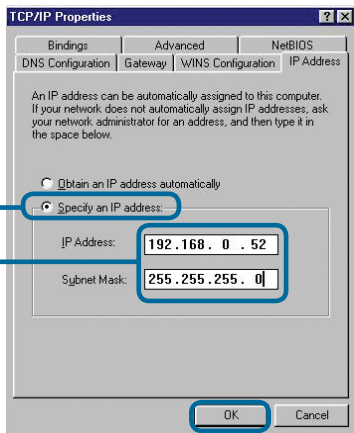 TCP/IP Properties
Bindings Advanced NetBIOS
DNS Configuration Gateway WINS Configuration IP Address
An IP address can be automatically assigned to this computer.
If your network does not automatically assign IP addresses, ask
your network administrator for an address, and then type it in
the space below.
Obtain an IP address automatically
Specify an IP address:
IP Address: 192.168. 0 .52
Subnet Mask: 255.255.255. 0
OK Cancel